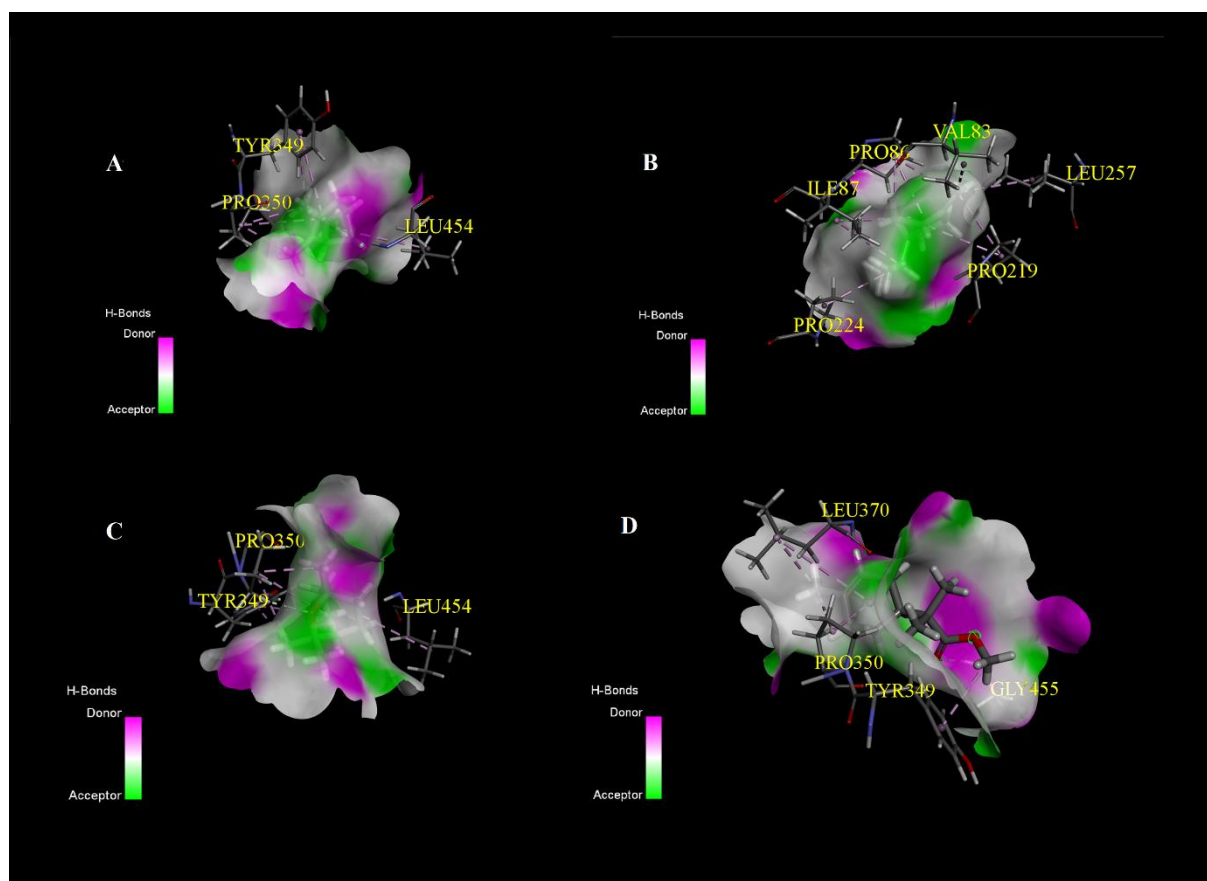 A
TYR349
PRO250
LEU454
H-Bonds
Donor
Acceptor
B
VAL83
PRO86
LEU257
ILE87
PRO219
PRO224
H-Bonds
Donor
Acceptor
C
PRO350
TYR349
LEU454
H-Bonds
Donor
Acceptor
D
LEU370
PRO350
TYR349
GLY455
H-Bonds
Donor
Acceptor